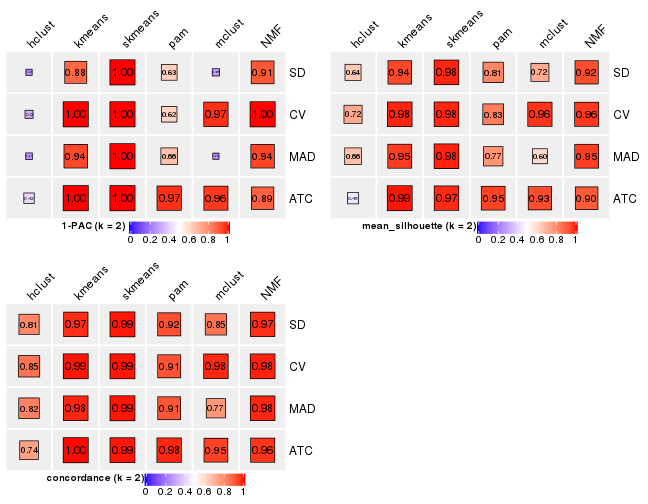 hclust kmeans skmeans pam mclust NMF
0.88 1.00 0.63 0.91 SD
1.00 1.00 0.62 0.97 1.00 CV
0.94 1.00 0.66 0.94 MAD
1.00 1.00 0.97 0.96 0.89 ATC
1-PAC (k = 2)
0 0.2 0.4 0.6 0.8 1
hclust kmeans skmeans pam mclust NMF
0.64 0.94 0.98 0.81 0.72 0.92 SD
0.72 0.98 0.98 0.83 0.96 0.96 CV
0.66 0.95 0.98 0.77 0.60 0.95 MAD
0.99 0.97 0.95 0.93 0.90 ATC
mean_silhouette (k = 2)
0 0.2 0.4 0.6 0.8 1
hclust kmeans skmeans pam mclust NMF
0.81 0.97 0.99 0.92 0.85 0.97 SD
0.85 0.99 0.99 0.91 0.98 0.98 CV
0.82 0.98 0.99 0.91 0.77 0.98 MAD
0.74 1.00 0.99 0.98 0.95 0.96 ATC
concordance (k = 2)
0 0.2 0.4 0.6 0.8 1